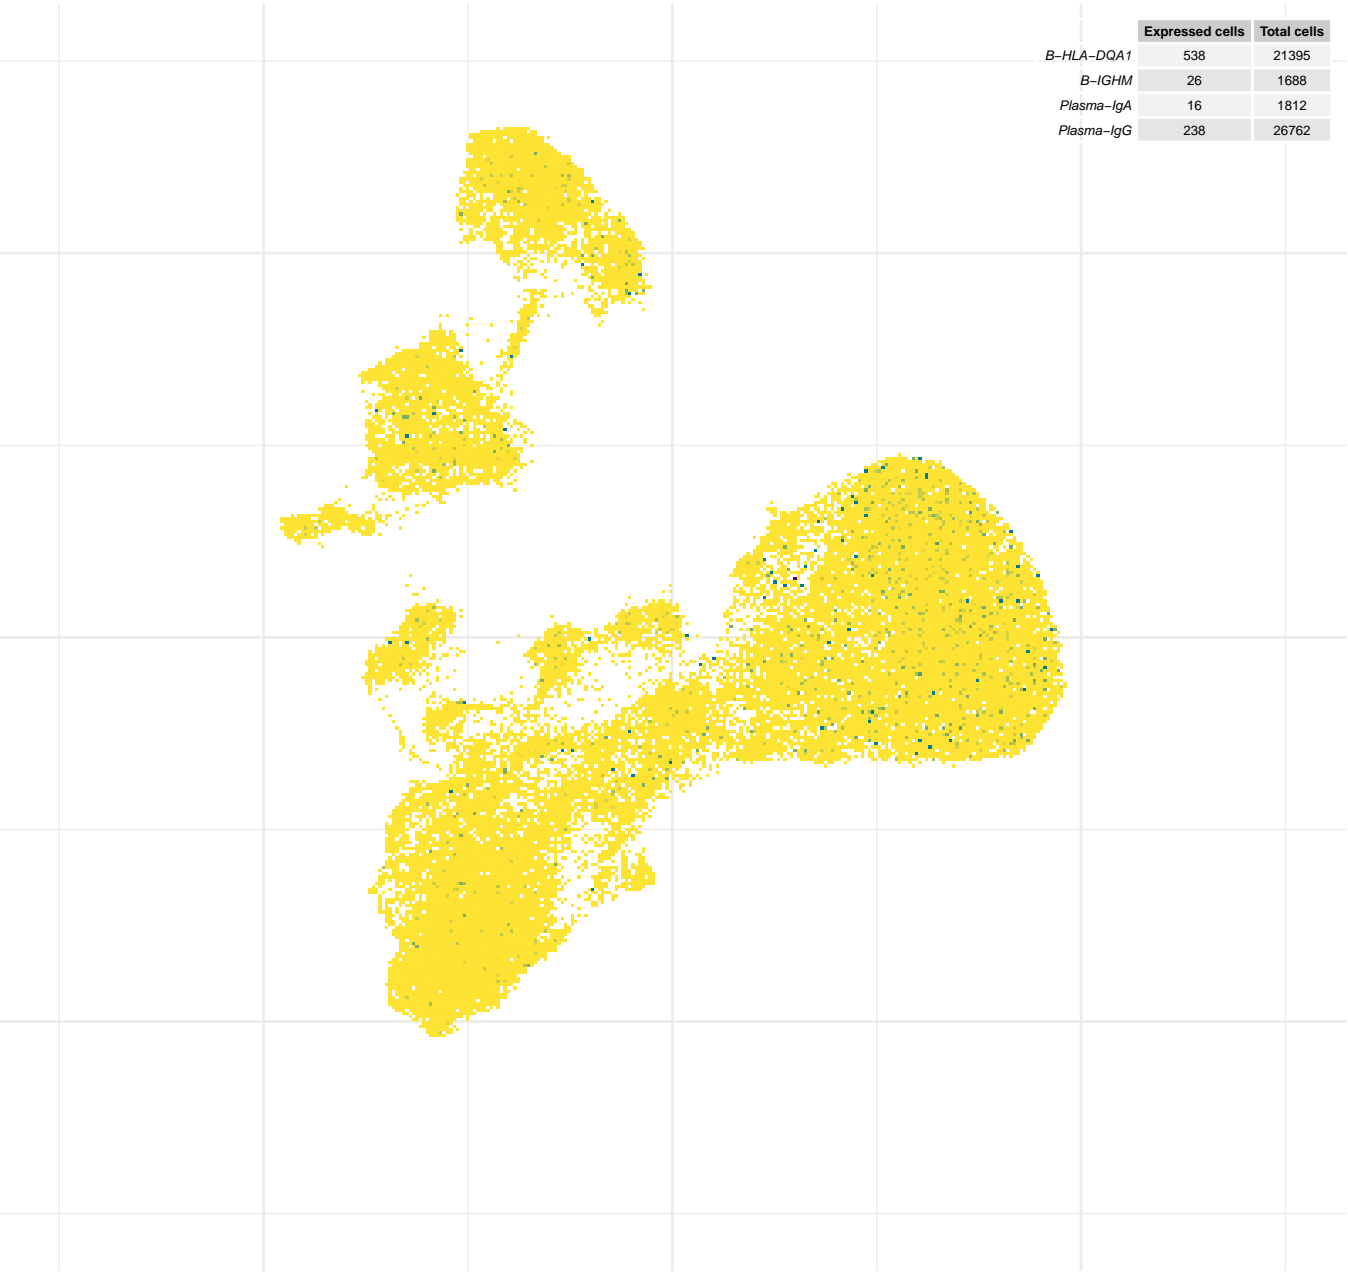 Expressed cells Total cells
B-HLA-DQA1 538 21395
B-IGHM 26 1688
Plasma-IgA 16 1812
Plasma-IgG 238 26762